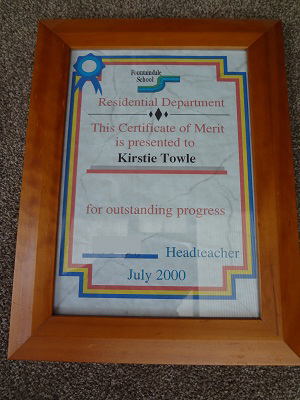 Fountaindale
School
Residential Department
This Certificate of Merit
is presented to
Kirstie Towle
for outstanding progress
Headteacher
July 2000